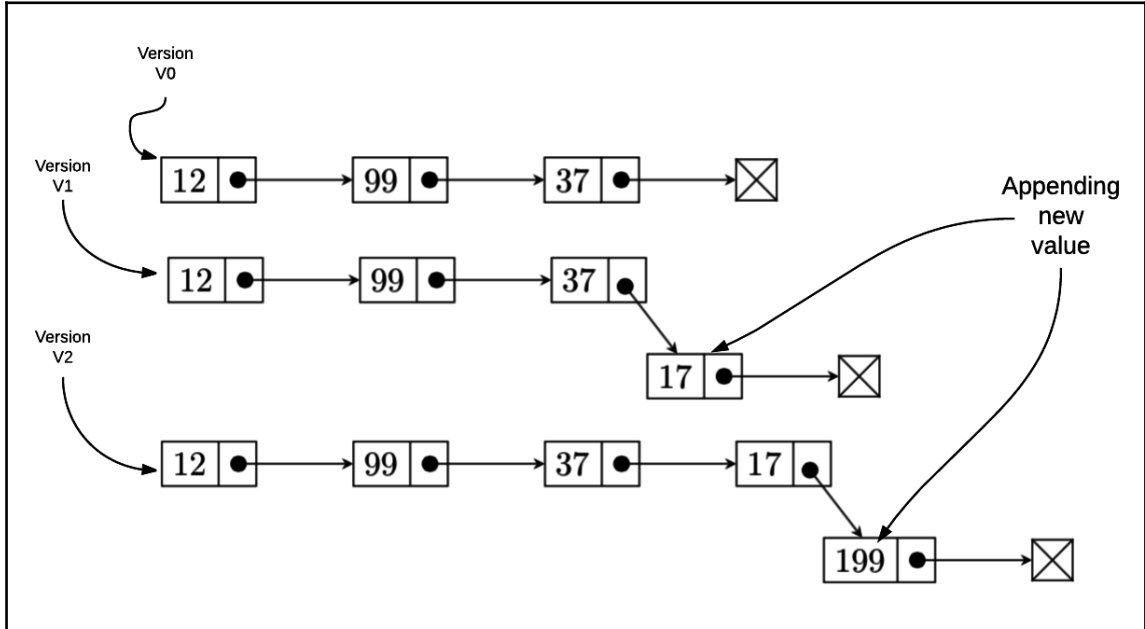 Version
V0
12 99 37
Version
V1
12 99 37
Appending
new
value
17
Version
V2
12 99 37 17
199